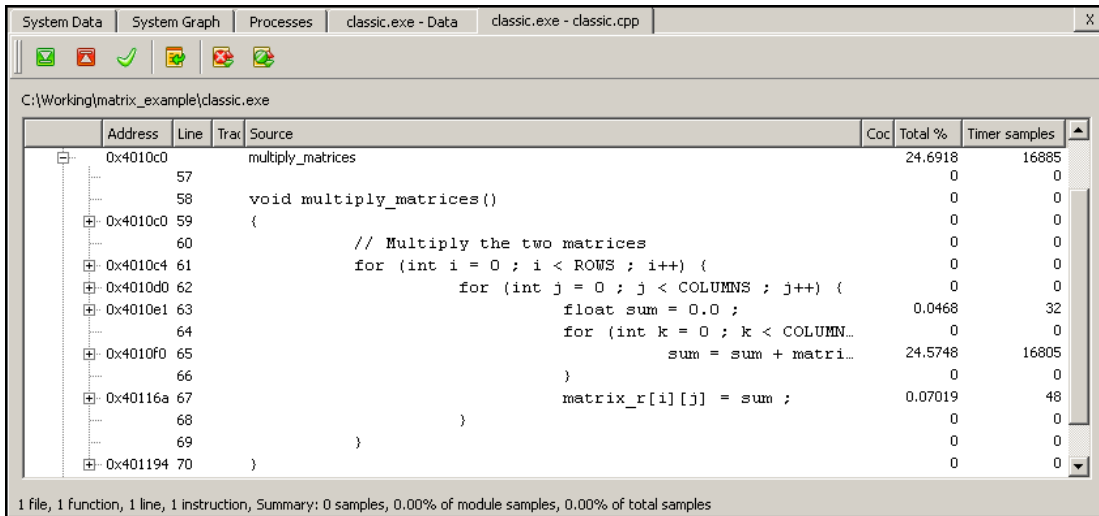 System Data System Graph Processes classic.exe - Data classic.exe - classic.cpp X
C:\Working\matrix_example\classic.exe
Address Line Trac Source Coc Total % Timer samples
0x4010c0 multiply_matrices 24.6918 16885
57 0 0
58 void multiply_matrices() 0 0
0x4010c0 59 { 0 0
60 // Multiply the two matrices 0 0
0x4010c4 61 for (int i = 0 ; i < ROWS ; i++) { 0 0
0x4010d0 62 for (int j = 0 ; j < COLUMNS ; j++) { 0 0
0x4010e1 63 float sum = 0.0 ; 0.0468 32
64 for (int k = 0 ; k < COLUMN... 0 0
0x4010f0 65 sum = sum + matri... 24.5748 16805
66 } 0 0
0x40116a 67 matrix_r[i][j] = sum ; 0.07019 48
68 } 0 0
69 } 0 0
0x401194 70 } 0 0
1 file, 1 function, 1 line, 1 instruction, Summary: 0 samples, 0.00% of module samples, 0.00% of total samples